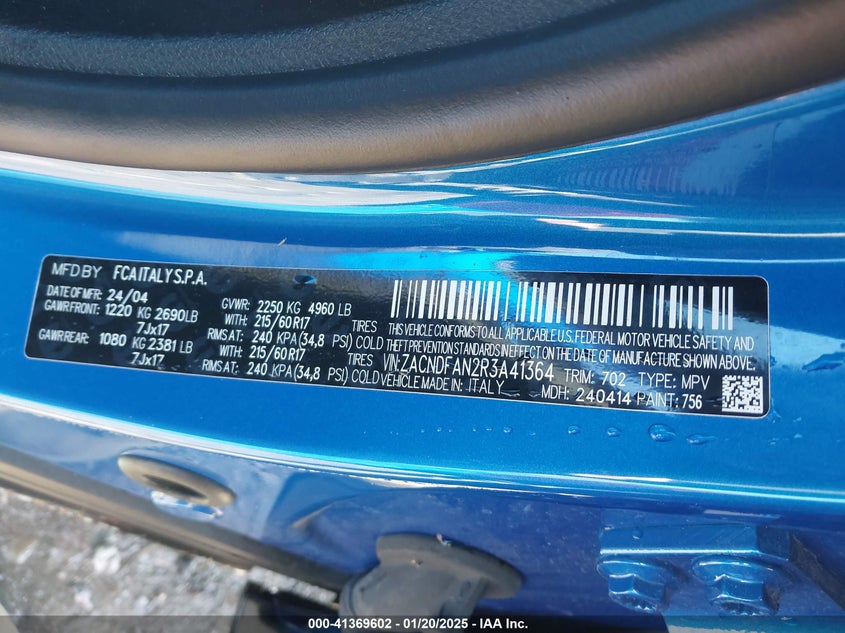 MFD BY FCA ITALY S.P.A.
DATE OF MFR 24/04 GVWR: 2250 KG 4960 LB
GAWR FRONT: 1220 KG 2690LB WITH: 215/60R17 TIRES
7Jx17 RIMS AT: 240 KPA (34,8 PSI) COLD
GAWR REAR: 1080 KG 2381 LB WITH: 215/60R17 TIRES
7Jx17 RIMS AT: 240 KPA (34,8 PSI) COLD
THIS VEHICLE CONFORMS TO ALL APPLICABLE U.S. FEDERAL MOTOR VEHICLE SAFETY AND
THEFT PREVENTION STANDARDS IN EFFECT ON THE DATE OF MANUFACTURE SHOWN ABOVE.
VIN: ZACNDFAN2R3A41364 TRIM: 702 TYPE: MPV
VEHICLE MADE IN: ITALY MDH: 240414 PAINT: 756
000-41369602 - 01/20/2025 - IAA Inc.